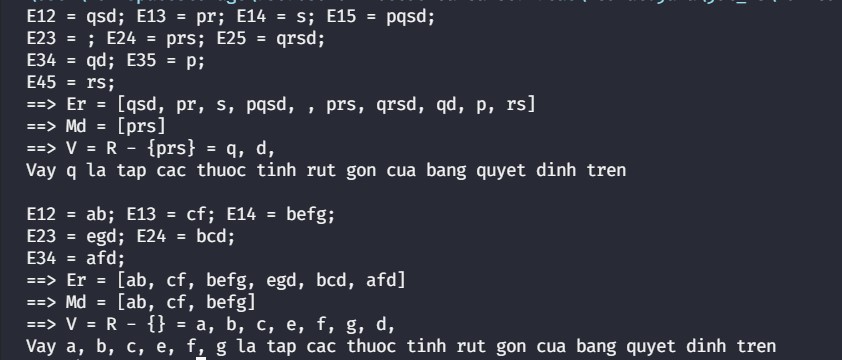 E12 = qsd; E13 = pr; E14 = s; E15 = pqsd;
E23 = ; E24 = prs; E25 = qrsd;
E34 = qd; E35 = p;
E45 = rs;
==> Er = [qsd, pr, s, pqsd, , prs, qrsd, qd, p, rs]
==> Md = [prs]
==> V = R - {prs} = q, d,
Vay q la tap cac thuoc tinh rut gon cua bang quyet dinh tren
E12 = ab; E13 = cf; E14 = befg;
E23 = egd; E24 = bcd;
E34 = afd;
==> Er = [ab, cf, befg, egd, bcd, afd]
==> Md = [ab, cf, befg]
==> V = R - {} = a, b, c, e, f, g, d,
Vay a, b, c, e, f, g la tap cac thuoc tinh rut gon cua bang quyet dinh tren